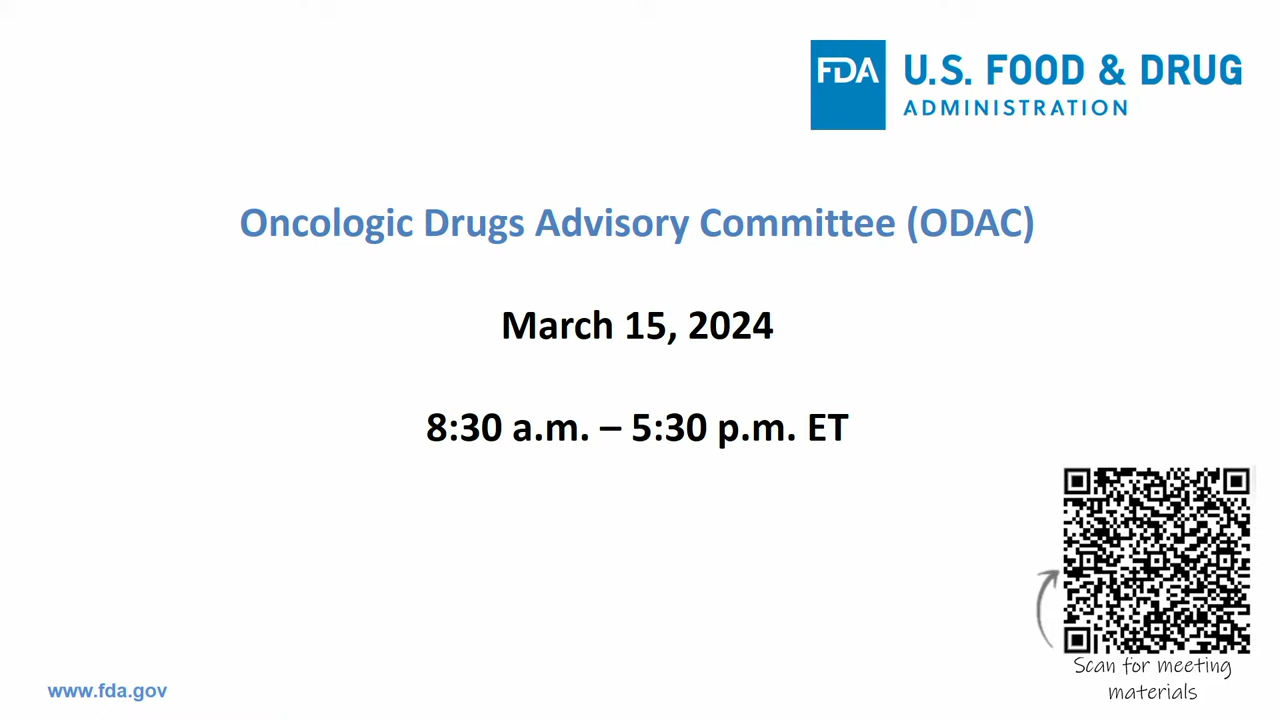 FDA U.S. FOOD & DRUG
ADMINISTRATION
Oncologic Drugs Advisory Committee (ODAC)
March 15, 2024
8:30 a.m. – 5:30 p.m. ET
Scan for meeting
materials
www.fda.gov